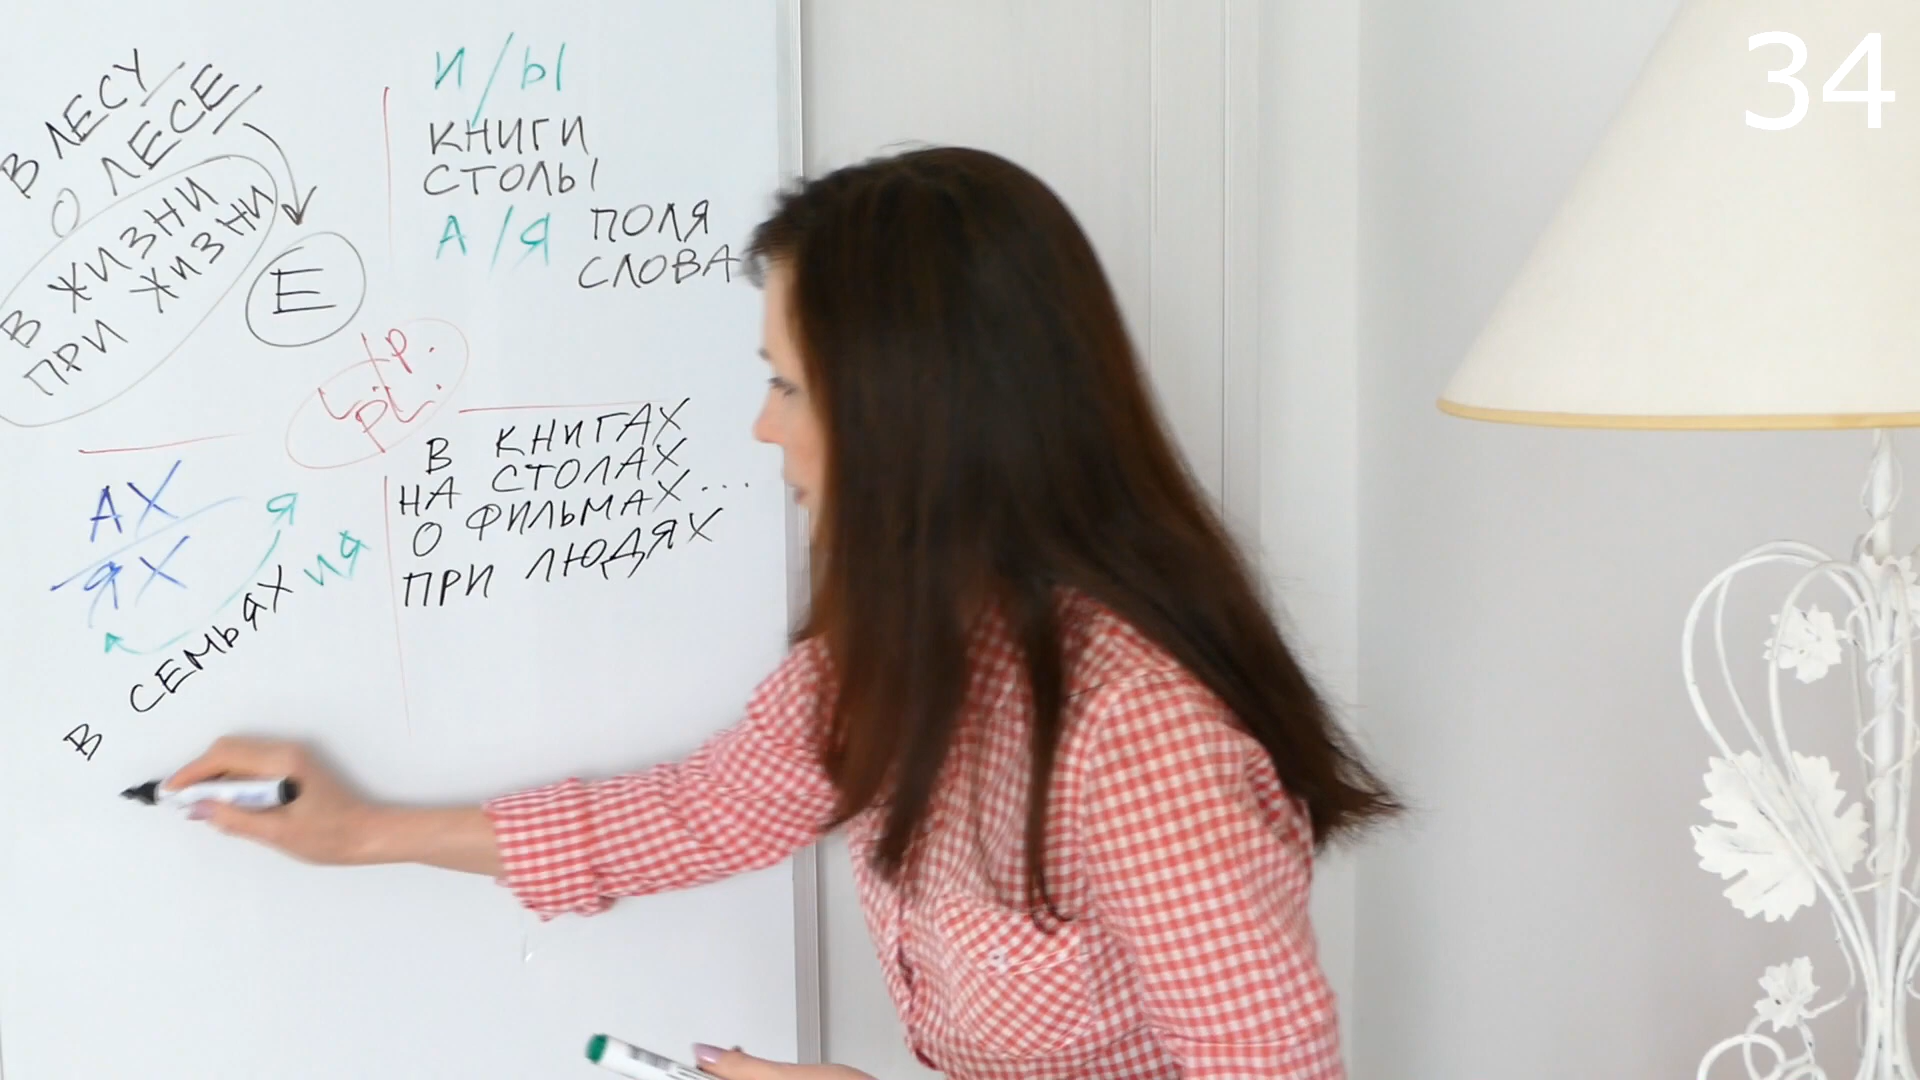 34
В ЛЕСУ
О ЛЕСЕ
В ЖИЗНИ
ПРИ ЖИЗНИ
Е
И/Ы
КНИГИ
СТОЛЫ
А/Я ПОЛЯ
СЛОВА
PL.
АХ
ЯХ
Я
ИЯ
В СЕМЬЯХ
В КНИГАХ
НА СТОЛАХ
О ФИЛЬМАХ...
ПРИ ЛЮДЯХ